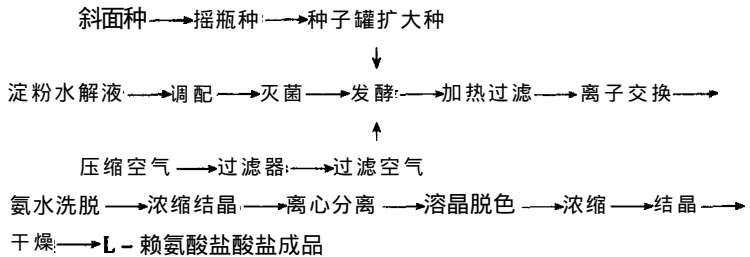 斜面种→摇瓶种→种子罐扩大种
↓
淀粉水解液→调配→灭菌→发酵→加热过滤→离子交换→
↑
压缩空气→过滤器→过滤空气
氨水洗脱→浓缩结晶→离心分离→溶晶脱色→浓缩→结晶→
干燥→L-赖氨酸盐酸盐成品